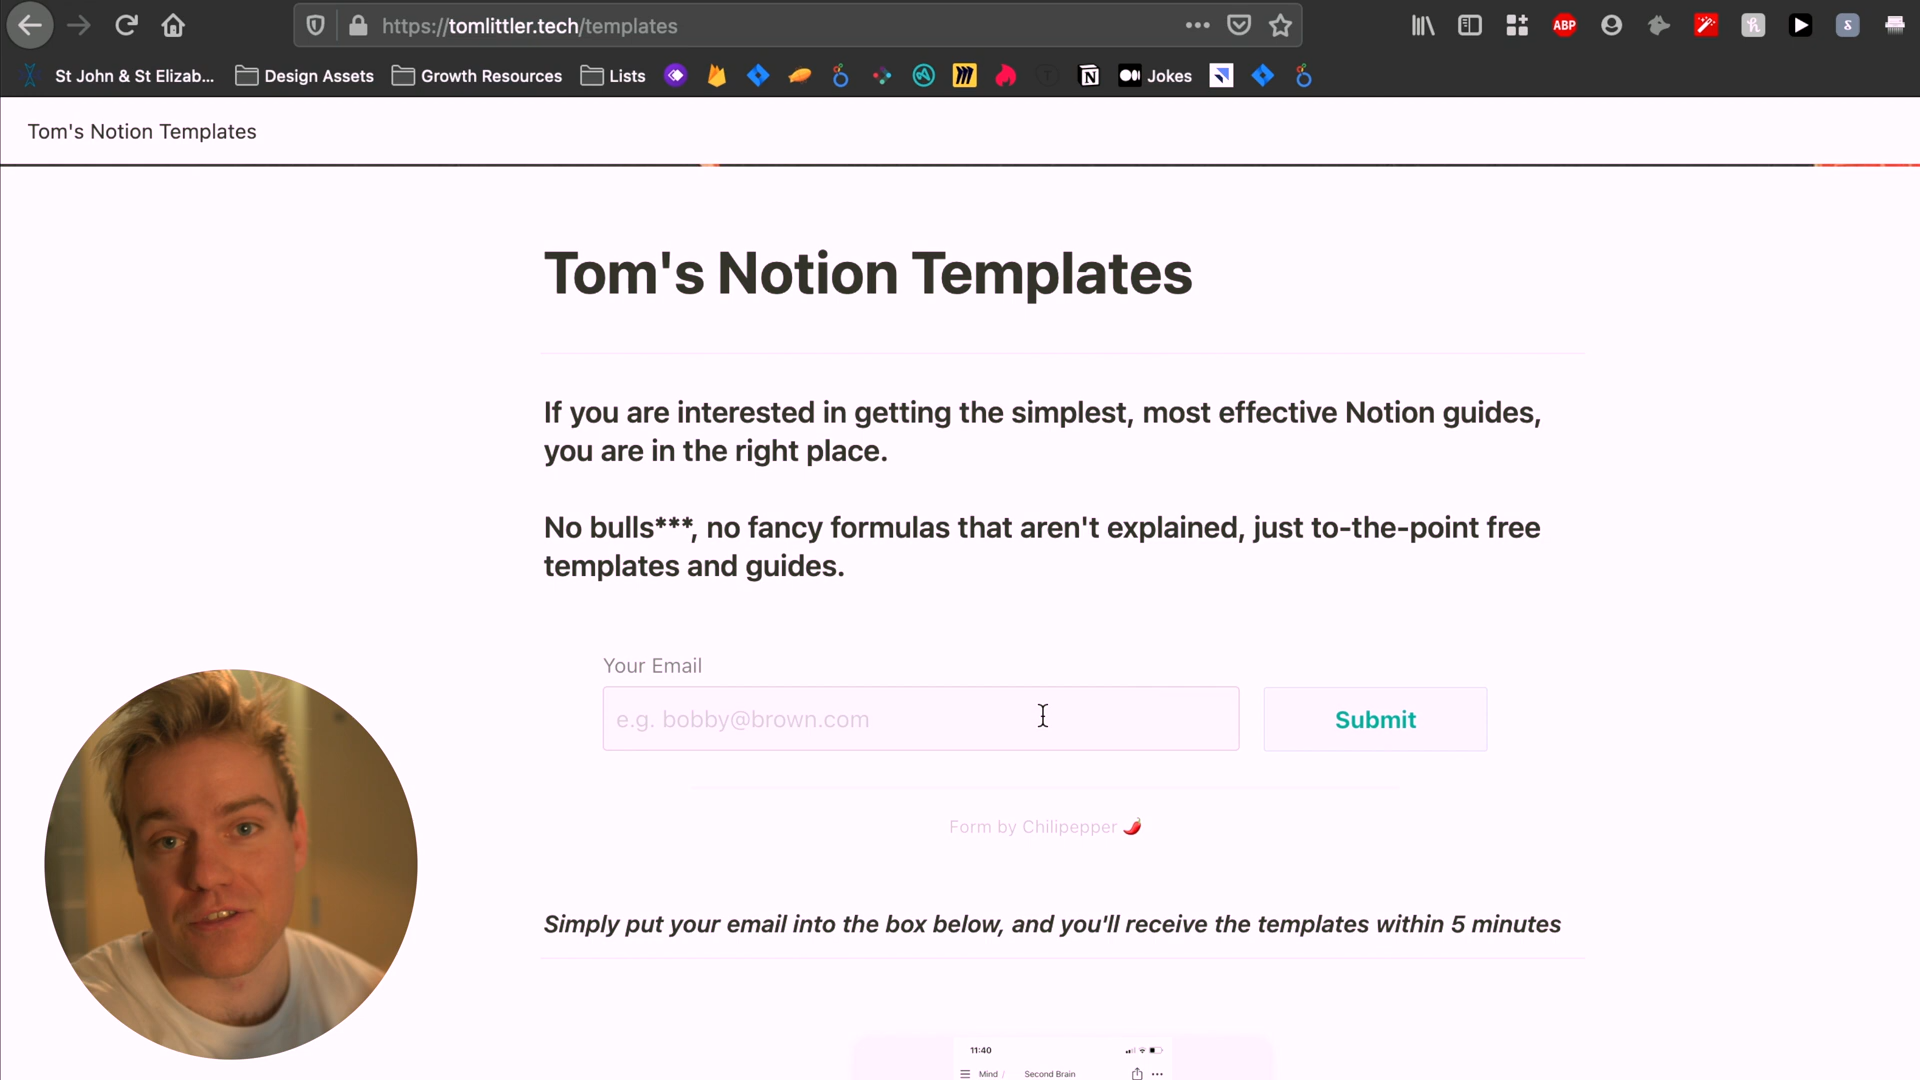 https://tomlittler.tech/templates
ABP
St John & St Elizab...
Design Assets
Growth Resources
Lists
Jokes
Tom's Notion Templates
Tom's Notion Templates
If you are interested in getting the simplest, most effective Notion guides,
you are in the right place.
No bulls***, no fancy formulas that aren't explained, just to-the-point free
templates and guides.
Your Email
e.g. bobby@brown.com
Submit
Form by Chilipepper 🌶️
Simply put your email into the box below, and you'll receive the templates within 5 minutes
11:40
Mind / Second Brain